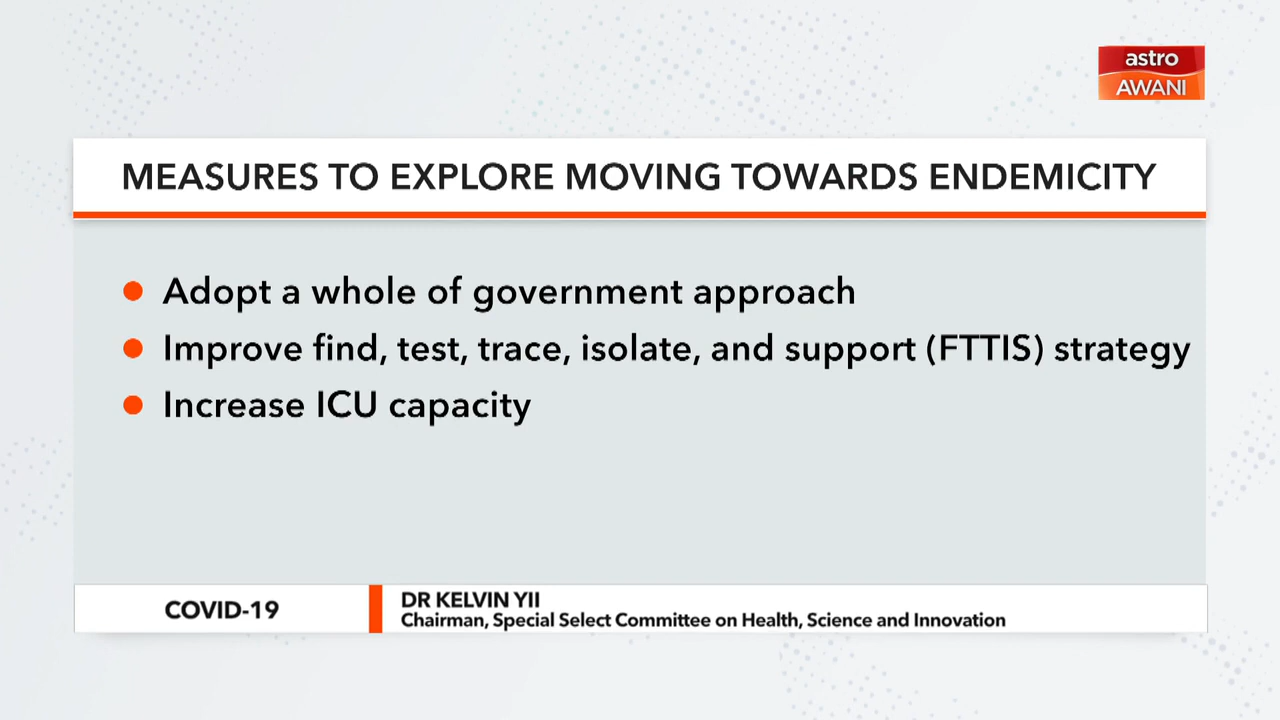 astro
AWANI
MEASURES TO EXPLORE MOVING TOWARDS ENDEMICITY
Adopt a whole of government approach
Improve find, test, trace, isolate, and support (FTTIS) strategy
Increase ICU capacity
COVID-19
DR KELVIN YII
Chairman, Special Select Committee on Health, Science and Innovation